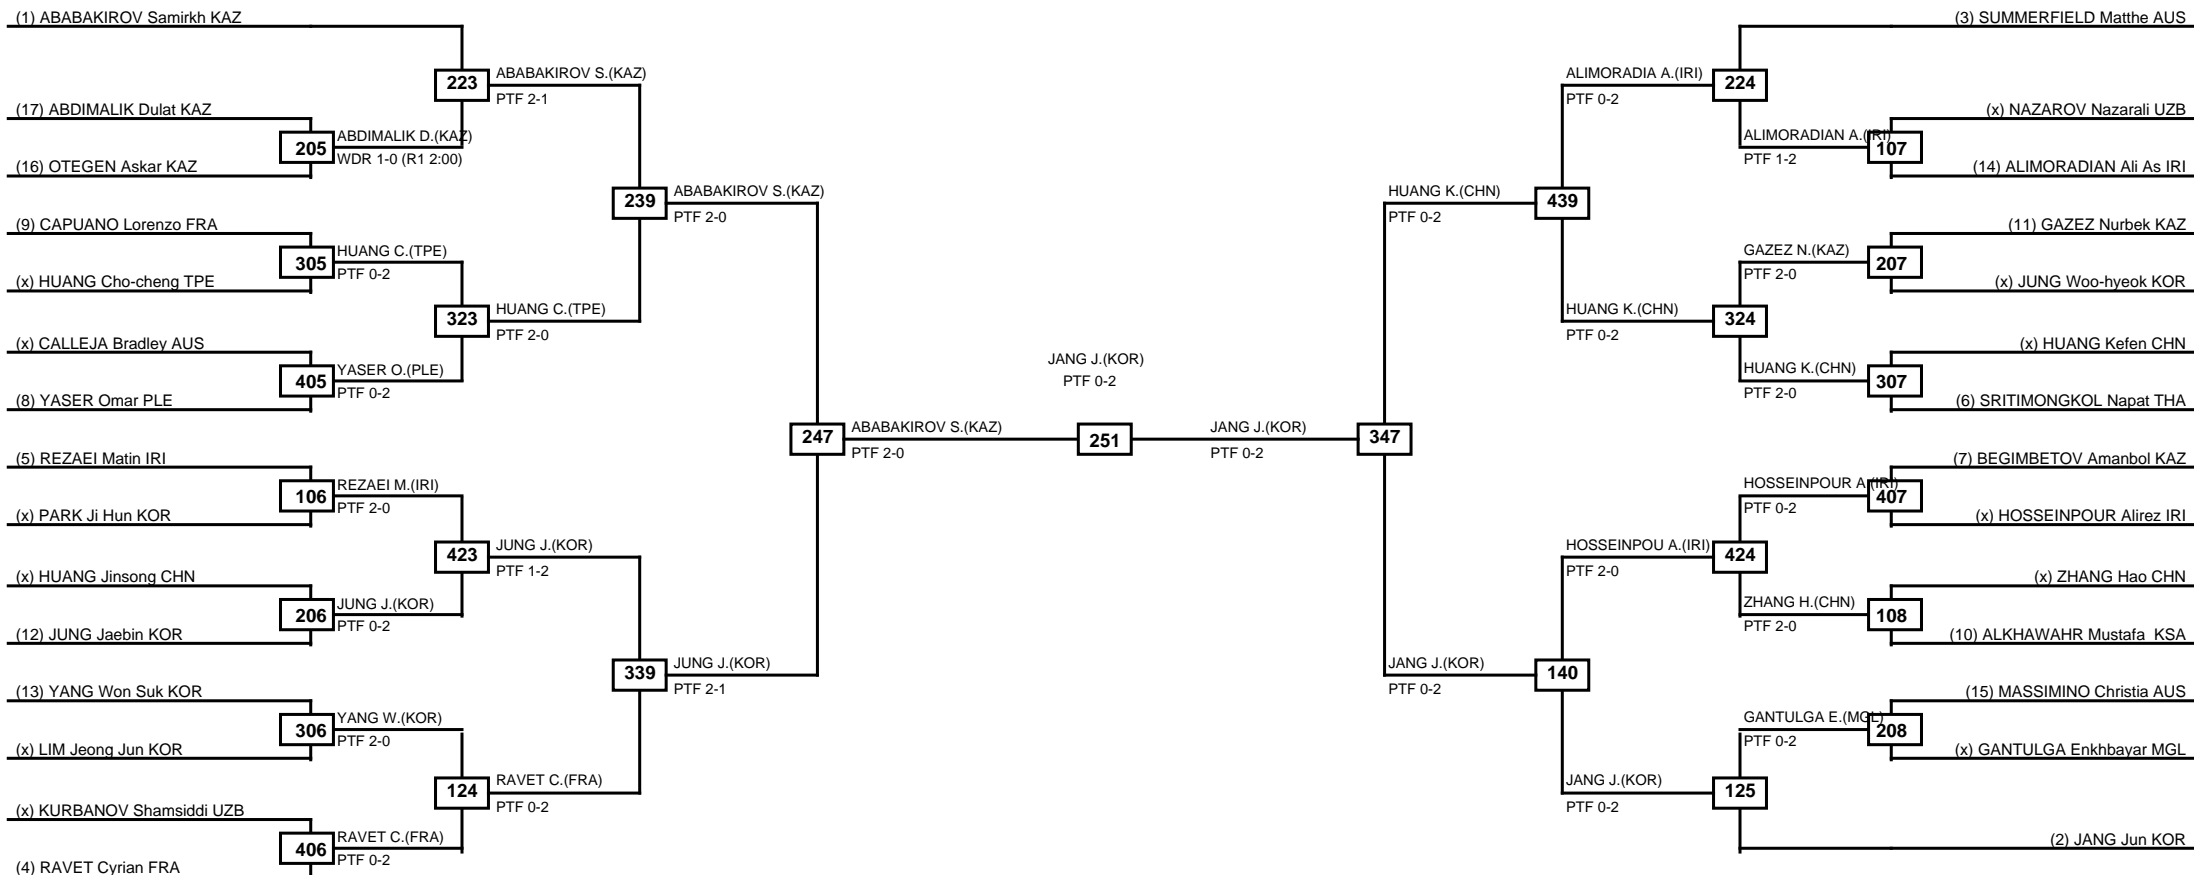 (1) ABABAKIROV Samirkh KAZ
(17) ABDIMALIK Dulat KAZ
(16) OTEGEN Askar KAZ
(9) CAPUANO Lorenzo FRA
(x) HUANG Cho-cheng TPE
(x) CALLEJA Bradley AUS
(8) YASER Omar PLE
(5) REZAEI Matin IRI
(x) PARK Ji Hun KOR
(x) HUANG Jinsong CHN
(12) JUNG Jaebin KOR
(13) YANG Won Suk KOR
(x) LIM Jeong Jun KOR
(x) KURBANOV Shamsiddi UZB
(4) RAVET Cyrian FRA
205
ABDIMALIK D.(KAZ)
WDR 1-0 (R1 2:00)
305
HUANG C.(TPE)
PTF 0-2
405
YASER O.(PLE)
PTF 0-2
106
REZAEI M.(IRI)
PTF 2-0
206
JUNG J.(KOR)
PTF 0-2
306
YANG W.(KOR)
PTF 2-0
406
RAVET C.(FRA)
PTF 0-2
223
ABABAKIROV S.(KAZ)
PTF 2-1
323
HUANG C.(TPE)
PTF 2-0
423
JUNG J.(KOR)
PTF 1-2
124
RAVET C.(FRA)
PTF 0-2
239
ABABAKIROV S.(KAZ)
PTF 2-0
339
JUNG J.(KOR)
PTF 2-1
247
ABABAKIROV S.(KAZ)
PTF 2-0
JANG J.(KOR)
PTF 0-2
251
JANG J.(KOR)
PTF 0-2
347
HUANG K.(CHN)
PTF 0-2
439
JANG J.(KOR)
PTF 0-2
140
ALIMORADIA A.(IRI)
PTF 0-2
224
HUANG K.(CHN)
PTF 0-2
324
HOSSEINPOU A.(IRI)
PTF 2-0
424
JANG J.(KOR)
PTF 0-2
125
ALIMORADIAN A.(IRI)
PTF 1-2
107
GAZEZ N.(KAZ)
PTF 2-0
207
HUANG K.(CHN)
PTF 2-0
307
HOSSEINPOUR A.(IRI)
PTF 0-2
407
ZHANG H.(CHN)
PTF 2-0
108
GANTULGA E.(MGL)
PTF 0-2
208
(3) SUMMERFIELD Matthe AUS
(x) NAZAROV Nazarali UZB
(14) ALIMORADIAN Ali As IRI
(11) GAZEZ Nurbek KAZ
(x) JUNG Woo-hyeok KOR
(x) HUANG Kefen CHN
(6) SRITIMONGKOL Napat THA
(7) BEGIMBETOV Amanbol KAZ
(x) HOSSEINPOUR Alirez IRI
(x) ZHANG Hao CHN
(10) ALKHAWAHR Mustafa  KSA
(15) MASSIMINO Christia AUS
(x) GANTULGA Enkhbayar MGL
(2) JANG Jun KOR